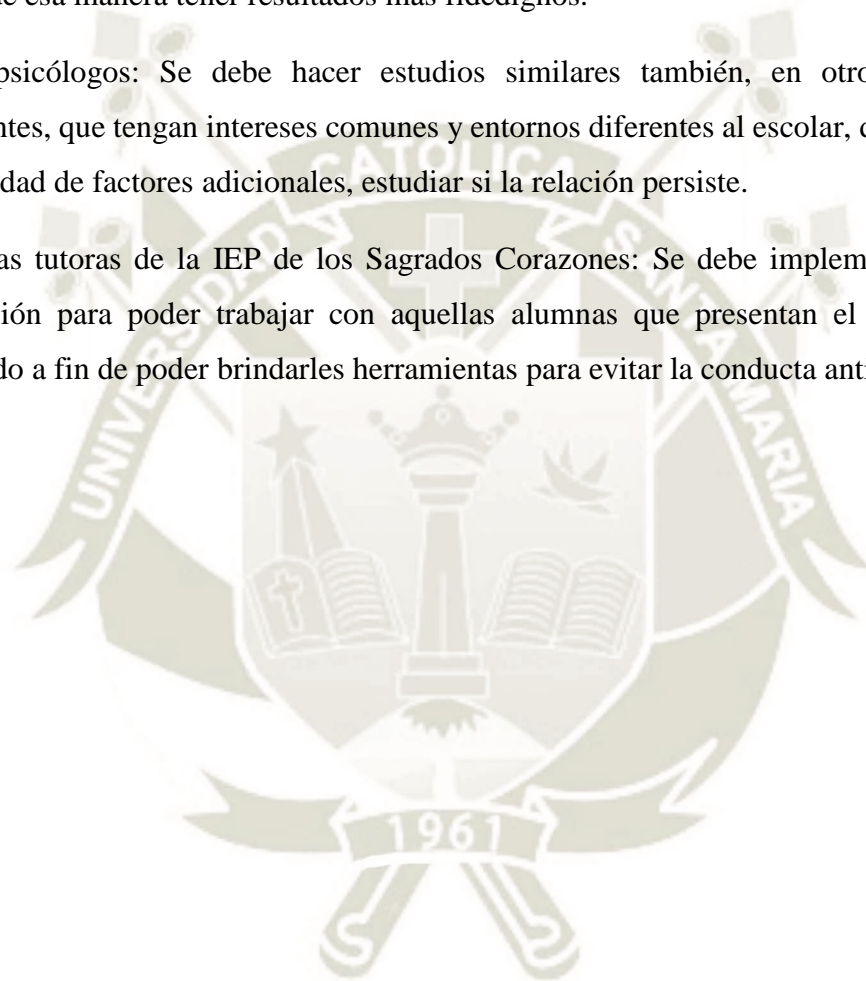 de esa manera tener resultados más fidedignos.
psicólogos: Se debe hacer estudios similares también, en otro
ntes, que tengan intereses comunes y entornos diferentes al escolar, d
dad de factores adicionales, estudiar si la relación persiste.
as tutoras de la IEP de los Sagrados Corazones: Se debe implem
ión para poder trabajar con aquellas alumnas que presentan el
do a fin de poder brindarles herramientas para evitar la conducta anti
UNIVERSIDAD CATÓLICA SANTA MARIA
1961